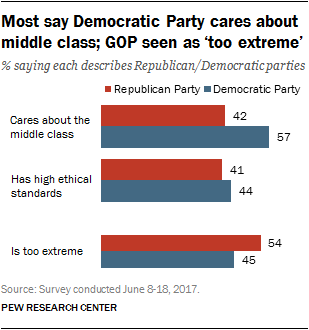 Most say Democratic Party cares about
middle class; GOP seen as ‘too extreme’
% saying each describes Republican/Democratic parties
Republican Party Democratic Party
Cares about the
middle class
42
57
Has high ethical
standards
41
44
Is too extreme
54
45
Source: Survey conducted June 8-18, 2017.
PEW RESEARCH CENTER